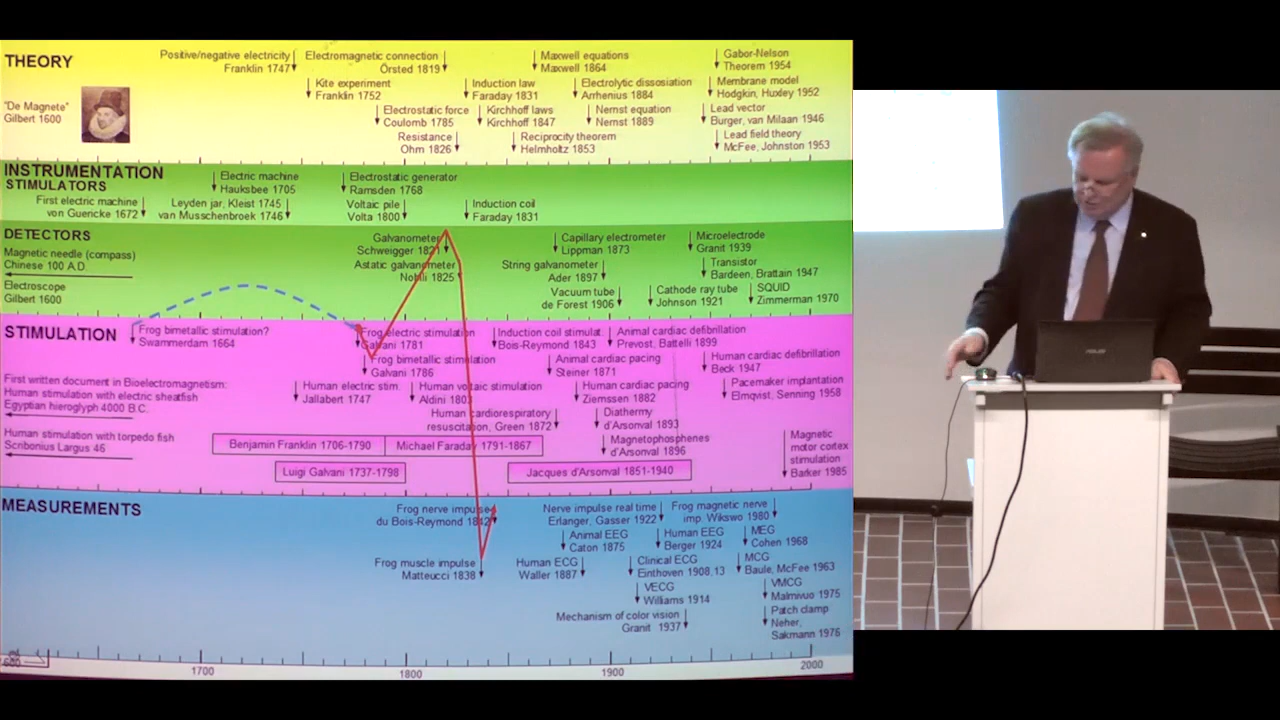 THEORY
Positive/negative electricity
Franklin 1747
Electromagnetic connection
Örsted 1819
Maxwell equations
Maxwell 1864
Gabor-Nelson
Theorem 1954
Kite experiment
Franklin 1752
Induction law
Faraday 1831
Electrolytic dissosiation
Arrhenius 1884
Membrane model
Hodgkin, Huxley 1952
"De Magnete"
Gilbert 1600
Electrostatic force
Coulomb 1785
Kirchhoff laws
Kirchhoff 1847
Nernst equation
Nernst 1889
Lead vector
Burger, van Milaan 1946
Resistance
Ohm 1826
Reciprocity theorem
Helmholtz 1853
Lead field theory
McFee, Johnston 1953
INSTRUMENTATION
STIMULATORS
Electric machine
Hauksbee 1705
Electrostatic generator
Ramsden 1768
First electric machine
von Guencke 1672
Leyden jar, Kleist 1745
van Musschenbroek 1746
Voltaic pile
Volta 1800
Induction coil
Faraday 1831
DETECTORS
Galvanometer
Schweigger 1821
Capillary electrometer
Lippman 1873
Microelectrode
Granit 1939
Magnetic needle (compass)
Chinese 100 A.D.
Astatic galvanometer
Nobili 1825
String galvanometer
Ader 1897
Transistor
Bardeen, Brattain 1947
Electroscope
Gilbert 1600
Vacuum tube
de Forest 1906
Cathode ray tube
Johnson 1921
SQUID
Zimmerman 1970
STIMULATION
Frog bimetallic stimulation?
Swammerdam 1664
Frog electric stimulation
Galvani 1781
Induction coil stimulat.
Bois-Reymond 1843
Animal cardiac defibrillation
Prevost, Batelli 1899
Frog bimetallic stimulation
Galvani 1786
Animal cardiac pacing
Steiner 1871
Human cardiac defibrillation
Beck 1947
First written document in Bioelectromagnetism:
Human stimulation with electric sheatfish
Egyptian hieroglyph 4000 B.C.
Human electric stim.
Jallabert 1747
Human voltaic stimulation
Aldini 1803
Human cardiac pacing
Ziemssen 1882
Pacemaker implantation
Elmqvist, Senning 1958
Human cardiorespiratory
resuscitation, Green 1872
Diathermy
d'Arsonval 1893
Human stimulation with torpedo fish
Scribonius Largus 46
Benjamin Franklin 1706-1790
Michael Faraday 1791-1867
Magnetophosphenes
d'Arsonval 1896
Magnetic
motor cortex
stimulation
Barker 1985
Luigi Galvani 1737-1798
Jacques d'Arsonval 1851-1940
MEASUREMENTS
Frog nerve impulse
du Bois-Reymond 1842
Nerve impulse real time
Erlanger, Gasser 1922
Frog magnetic nerve
imp. Wikswo 1980
Animal EEG
Caton 1875
Human EEG
Berger 1924
MEG
Cohen 1968
Frog muscle impulse
Matteucci 1838
Human ECG
Waller 1887
Clinical ECG
Einthoven 1908,13
MCG
Baule, McFee 1963
VECG
Williams 1914
VMCG
Malmivuo 1975
Mechanism of color vision
Granit 1937
Patch clamp
Neher,
Sakmann 1976
1700
1800
1900
2000
ASUS